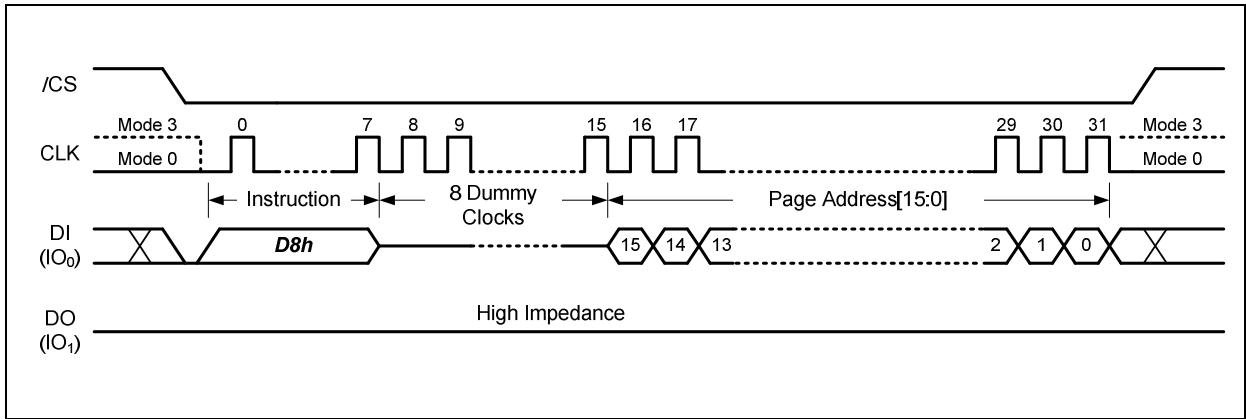 /CS
Mode 3 0 7 8 9 15 16 17 29 30 31 Mode 3
CLK
Mode 0 Mode 0
Instruction 8 Dummy Clocks Page Address[15:0]
DI (IO₀) D8h 15 14 13 2 1 0
High Impedance
DO
(IO₁)